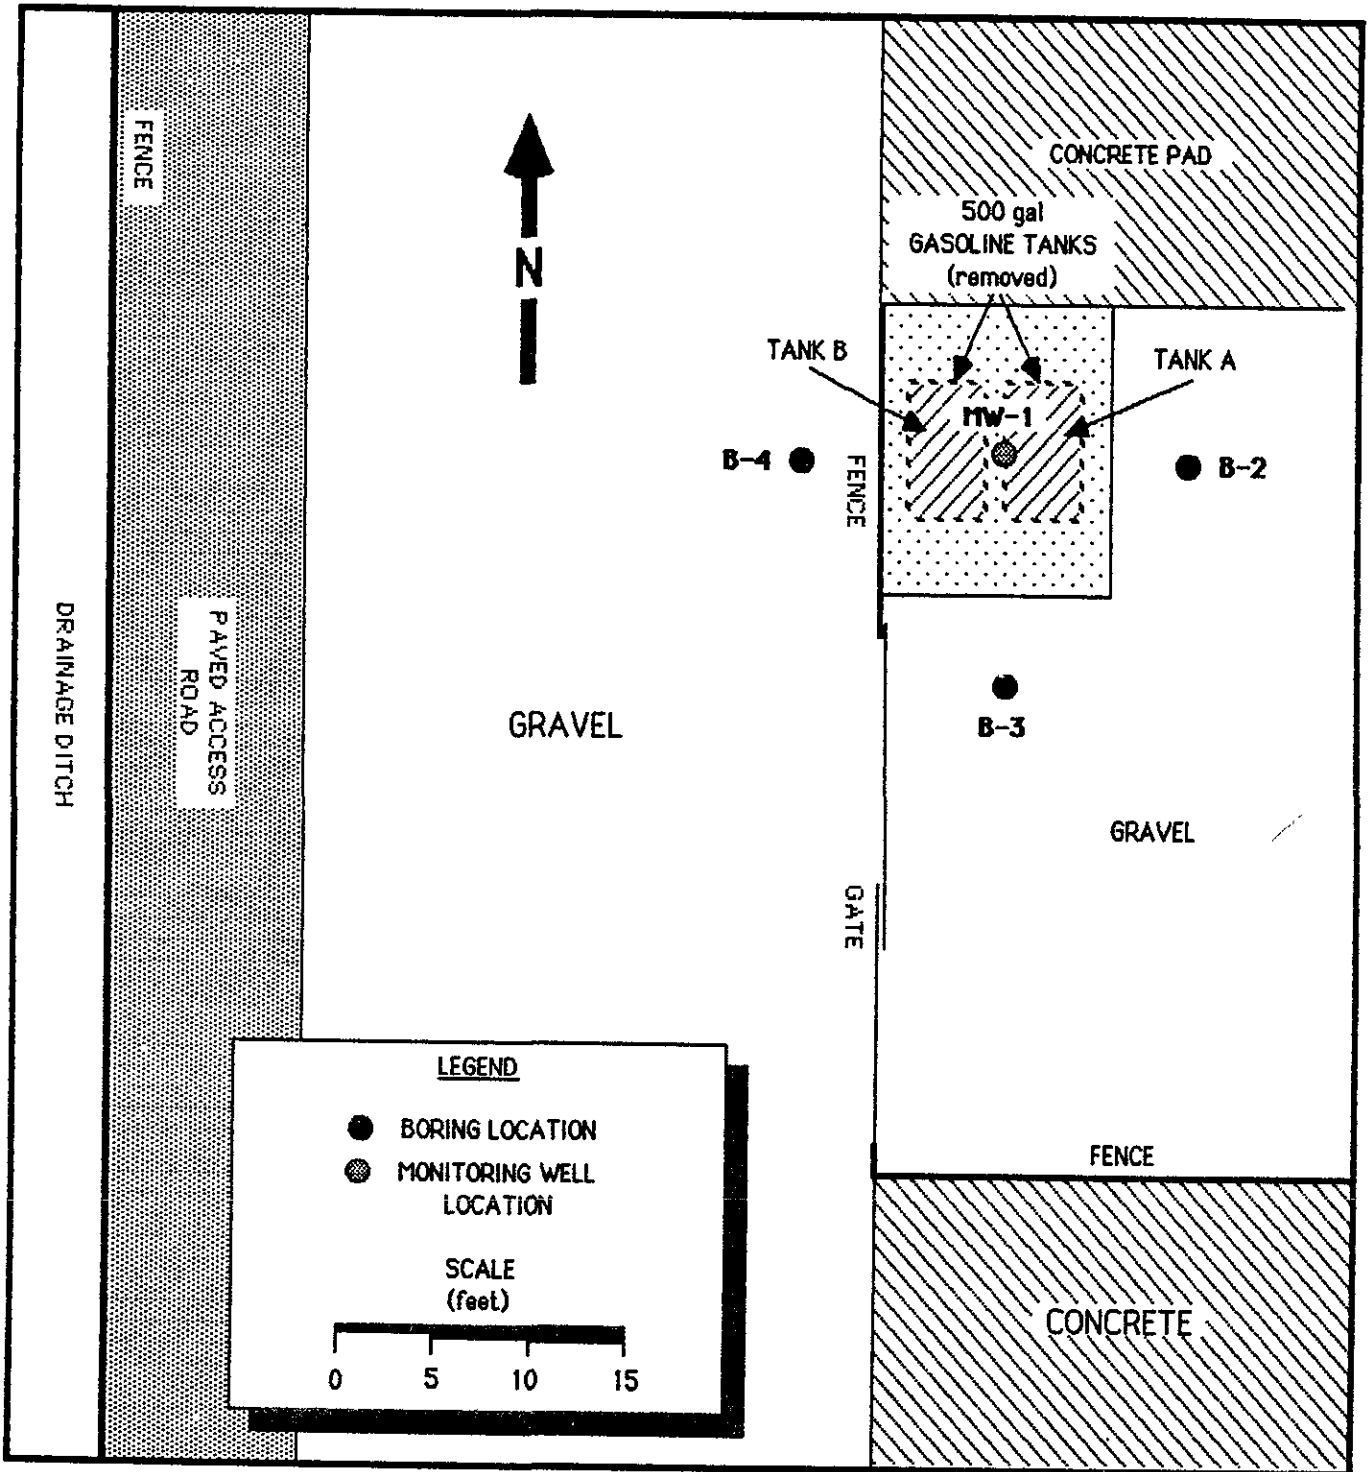 FENCE
CONCRETE PAD
500 gal
GASOLINE TANKS
(removed)
N
TANK B
TANK A
MW-1
B-4
FENCE
B-2
DRAINAGE DITCH
PAVED ACCESS
ROAD
GRAVEL
B-3
GRAVEL
GATE
LEGEND
BORING LOCATION
MONITORING WELL
LOCATION
SCALE
(feet)
0 5 10 15
FENCE
CONCRETE